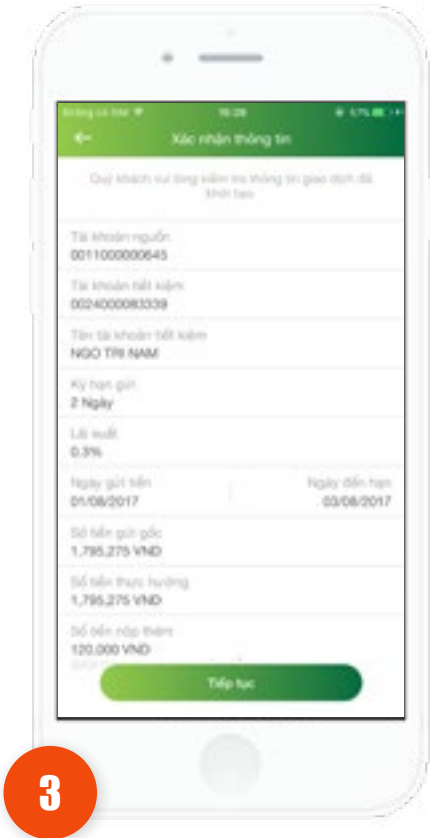 16:28
57%
Xác nhận thông tin
Quý khách vui lòng kiểm tra thông tin giao dịch đã
khởi tạo
Tài khoản nguồn
0011000000645
Tài khoản tiết kiệm
0024000083339
Tên tài khoản tiết kiệm
NGO TRI NAM
Kỳ hạn gửi
2 Ngày
Lãi suất
0.3%
Ngày gửi tiền Ngày đến hạn
01/08/2017 03/08/2017
Số tiền gửi gốc
1,795,275 VND
Số tiền thực hưởng
1,795,275 VND
Số tiền nộp thêm
120,000 VND
Tiếp tục
3